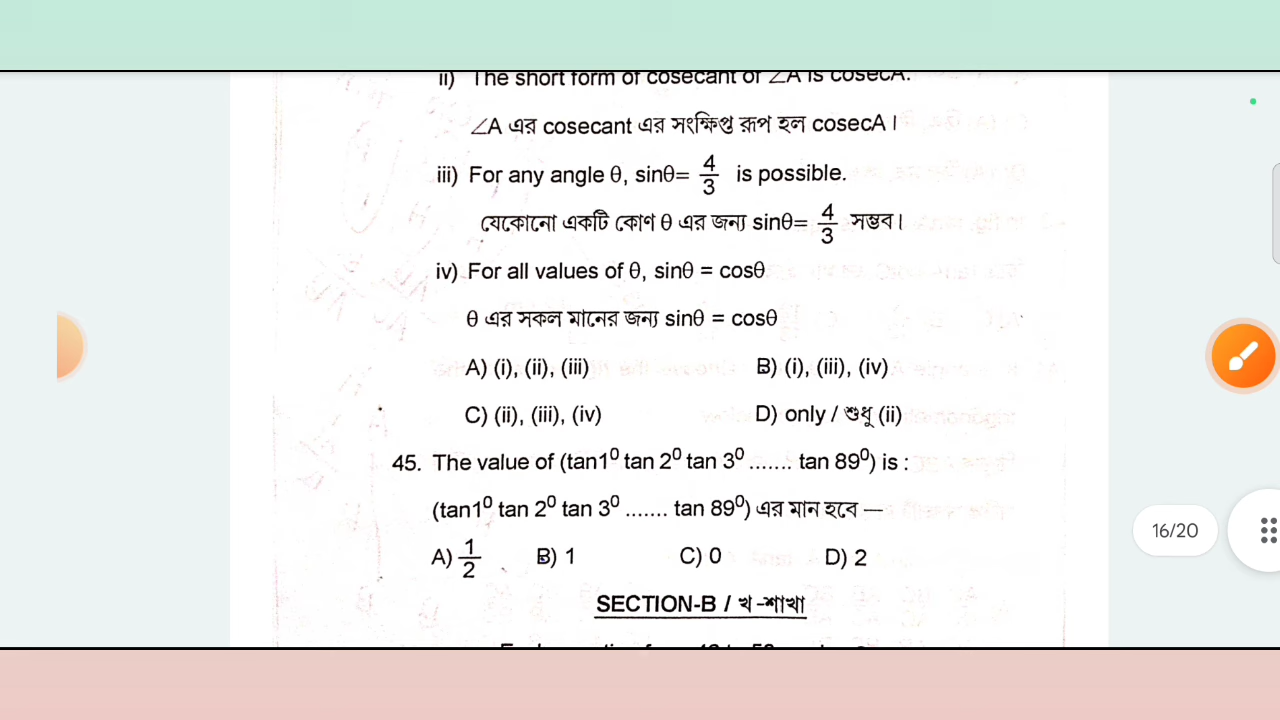 ii) The short form of cosecant of ∠A is cosecA.
∠A এর cosecant এর সংক্ষিপ্ত রূপ হল cosecA।
iii) For any angle θ, sinθ= 4/3 is possible.
যেকোনো একটি কোণ θ এর জন্য sinθ= 4/3 সম্ভব।
iv) For all values of θ, sinθ = cosθ
θ এর সকল মানের জন্য sinθ = cosθ
A) (i), (ii), (iii) B) (i), (iii), (iv)
C) (ii), (iii), (iv) D) only / শুধু (ii)
45. The value of (tan1⁰ tan 2⁰ tan 3⁰ ....... tan 89⁰) is :
(tan1⁰ tan 2⁰ tan 3⁰ ....... tan 89⁰) এর মান হবে —
A) 1/2 B) 1 C) 0 D) 2
SECTION-B / খ -শাখা
16/20